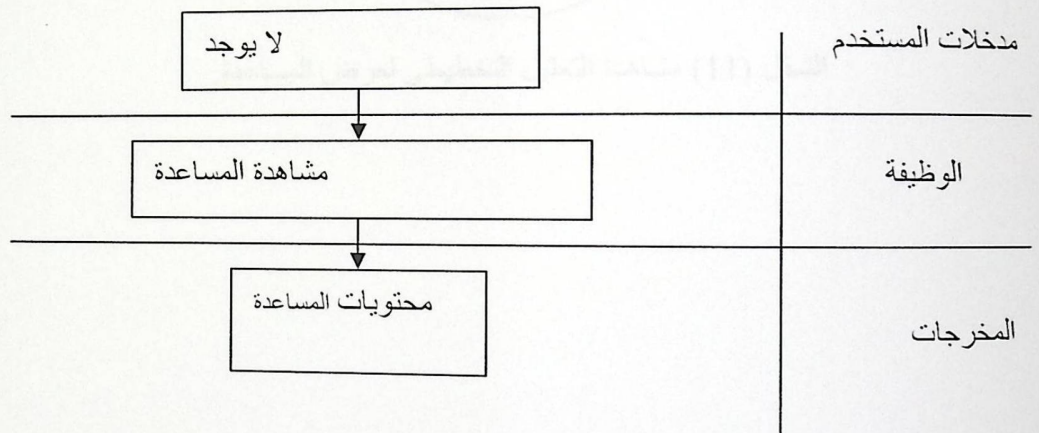 مدخلات المستخدم
لا يوجد
الوظيفة
مشاهدة المساعدة
المخرجات
محتويات المساعدة